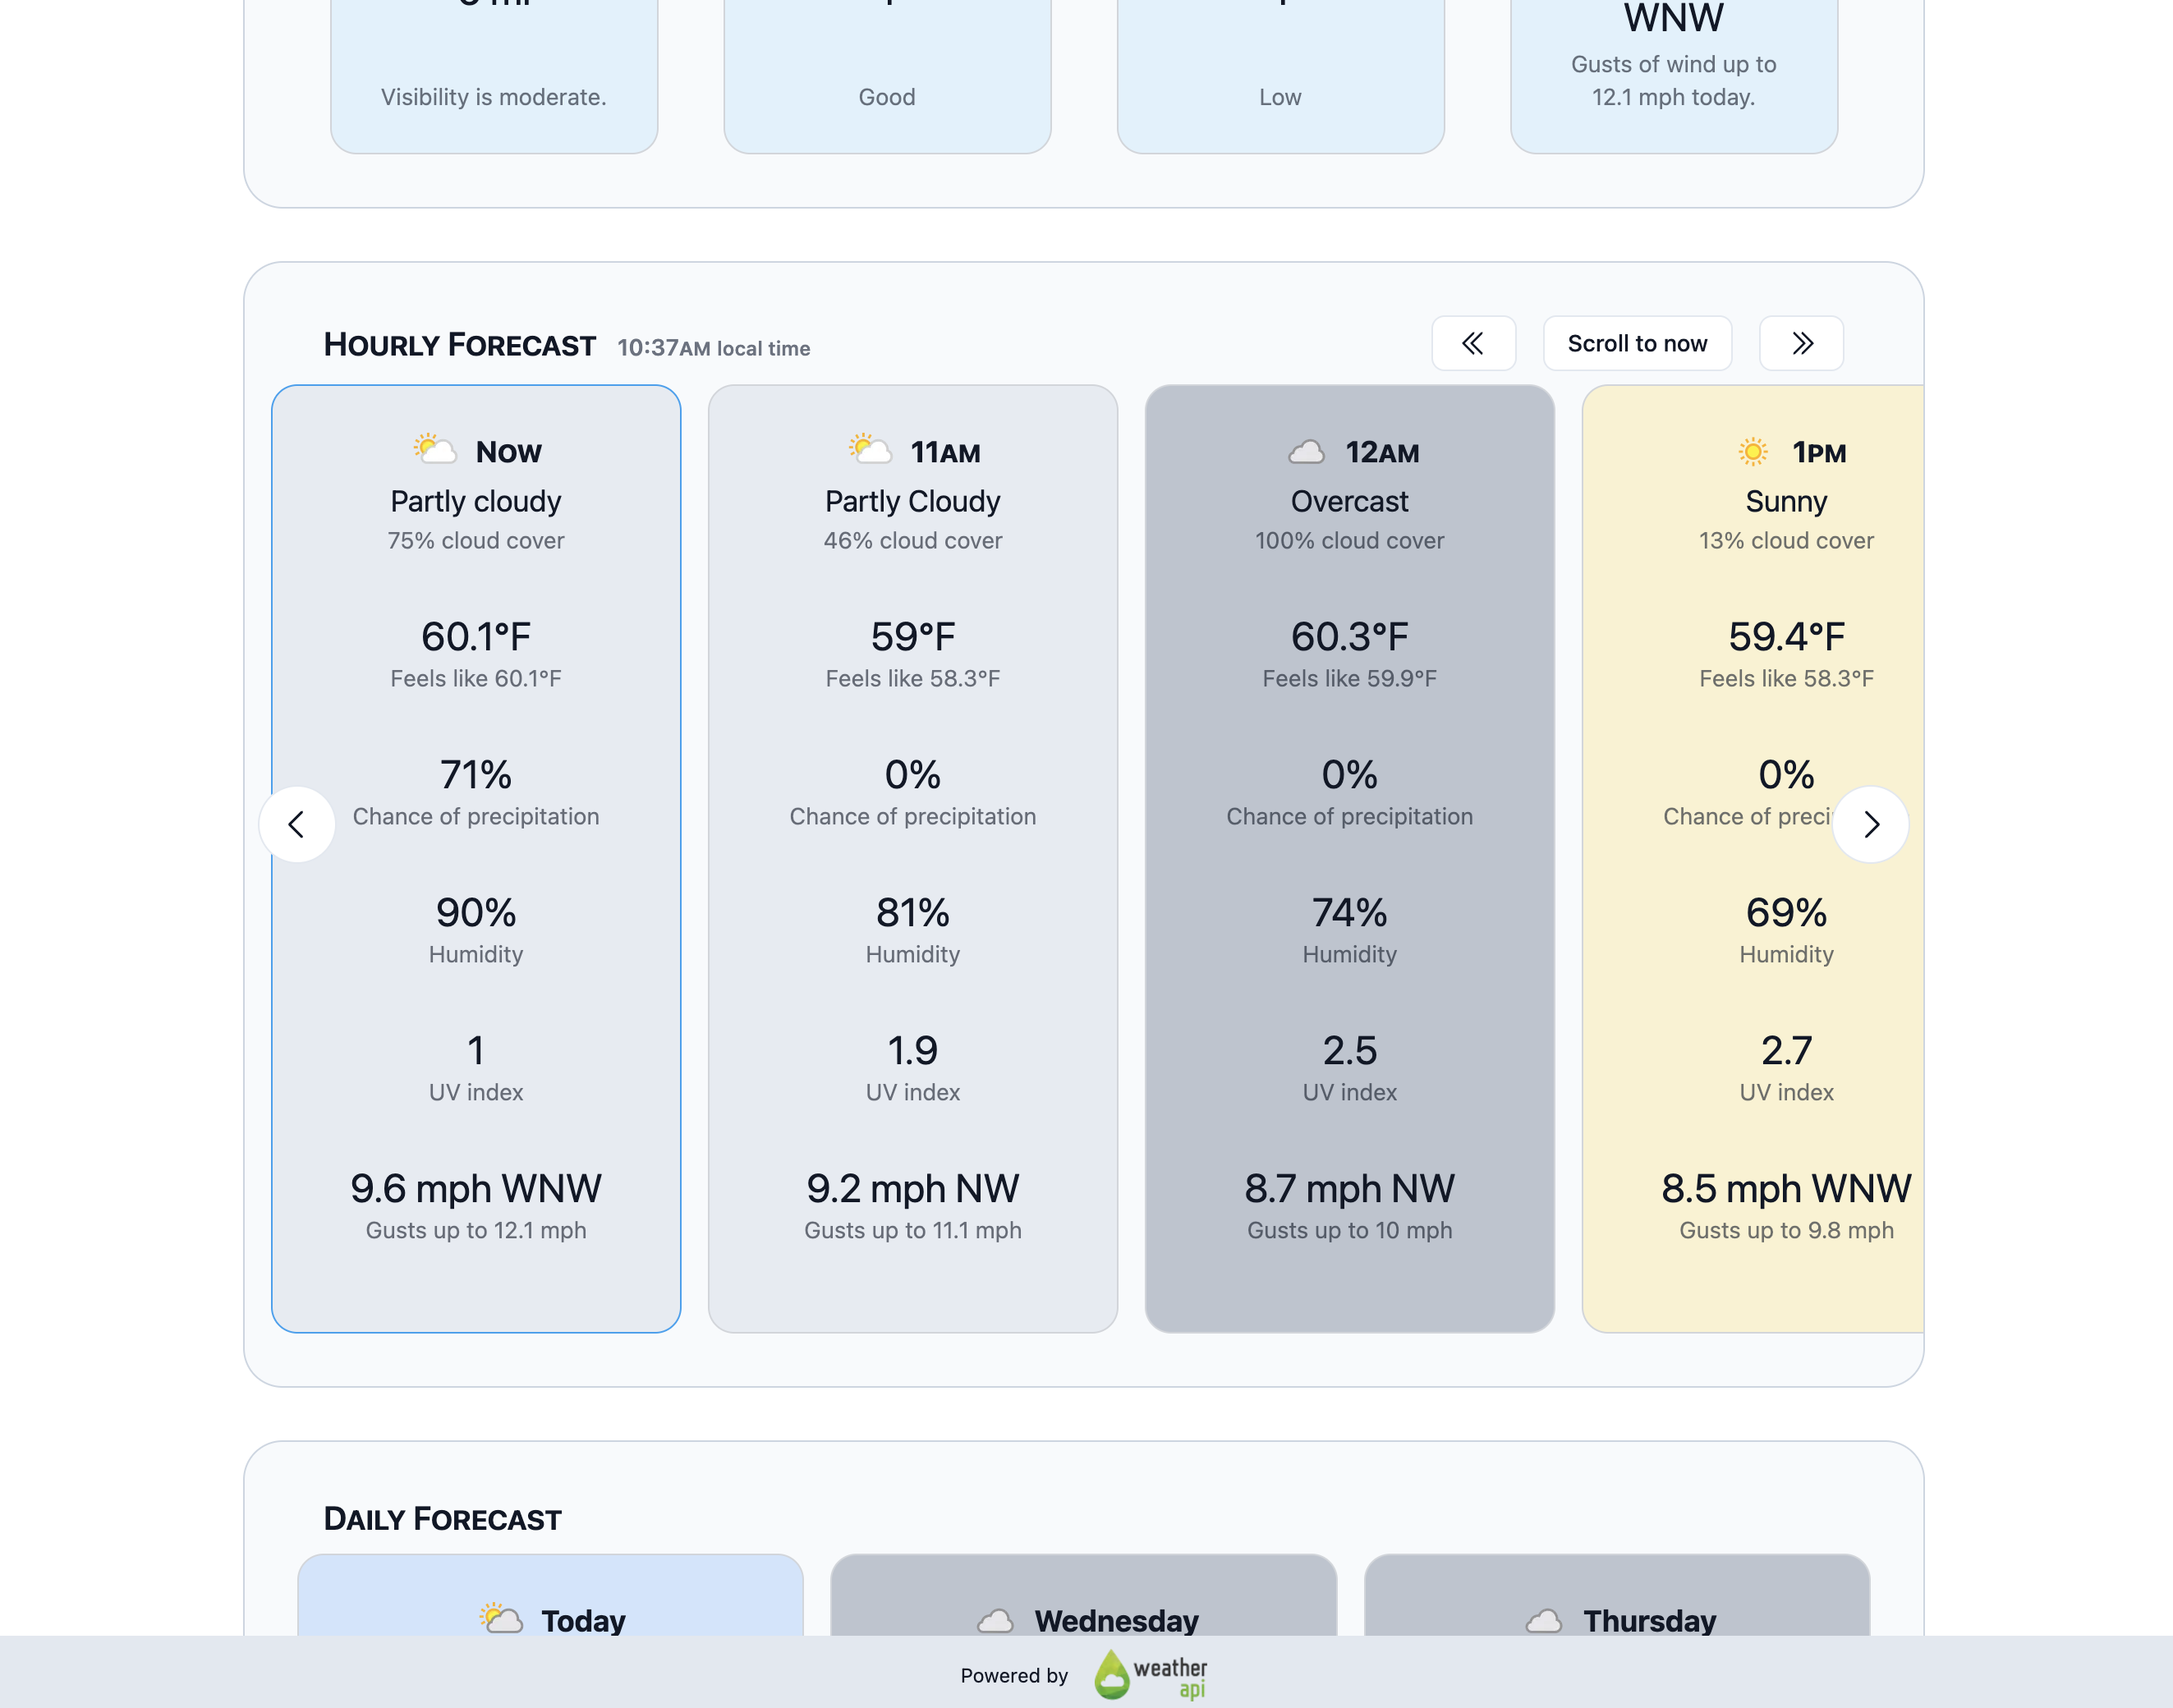 WNW
Visibility is moderate.
Good
Low
Gusts of wind up to
12.1 mph today.
HOURLY FORECAST 10:37AM local time
Scroll to now
Now
Partly cloudy
75% cloud cover
60.1°F
Feels like 60.1°F
71%
Chance of precipitation
90%
Humidity
1
UV index
9.6 mph WNW
Gusts up to 12.1 mph
11AM
Partly Cloudy
46% cloud cover
59°F
Feels like 58.3°F
0%
Chance of precipitation
81%
Humidity
1.9
UV index
9.2 mph NW
Gusts up to 11.1 mph
12AM
Overcast
100% cloud cover
60.3°F
Feels like 59.9°F
0%
Chance of precipitation
74%
Humidity
2.5
UV index
8.7 mph NW
Gusts up to 10 mph
1PM
Sunny
13% cloud cover
59.4°F
Feels like 58.3°F
0%
Chance of preci
69%
Humidity
2.7
UV index
8.5 mph WNW
Gusts up to 9.8 mph
DAILY FORECAST
Today
Wednesday
Thursday
Powered by
weather
api